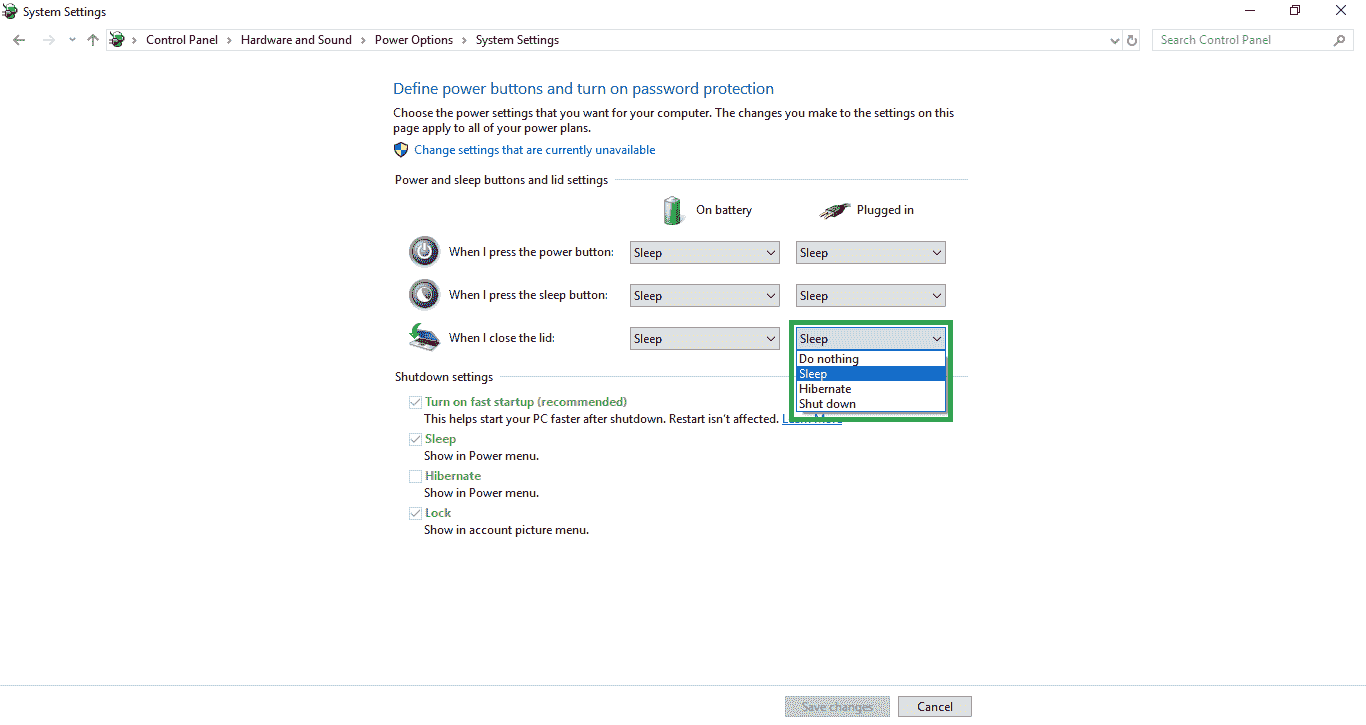 System Settings
Control Panel > Hardware and Sound > Power Options > System Settings
Search Control Panel
Define power buttons and turn on password protection
Choose the power settings that you want for your computer. The changes you make to the settings on this
page apply to all of your power plans.
Change settings that are currently unavailable
Power and sleep buttons and lid settings
On battery Plugged in
When I press the power button: Sleep Sleep
When I press the sleep button: Sleep Sleep
When I close the lid: Sleep Sleep
Do nothing
Sleep
Hibernate
Shut down
Shutdown settings
Turn on fast startup (recommended)
This helps start your PC faster after shutdown. Restart isn't affected. Learn More
Sleep
Show in Power menu.
Hibernate
Show in Power menu.
Lock
Show in account picture menu.
Save changes Cancel